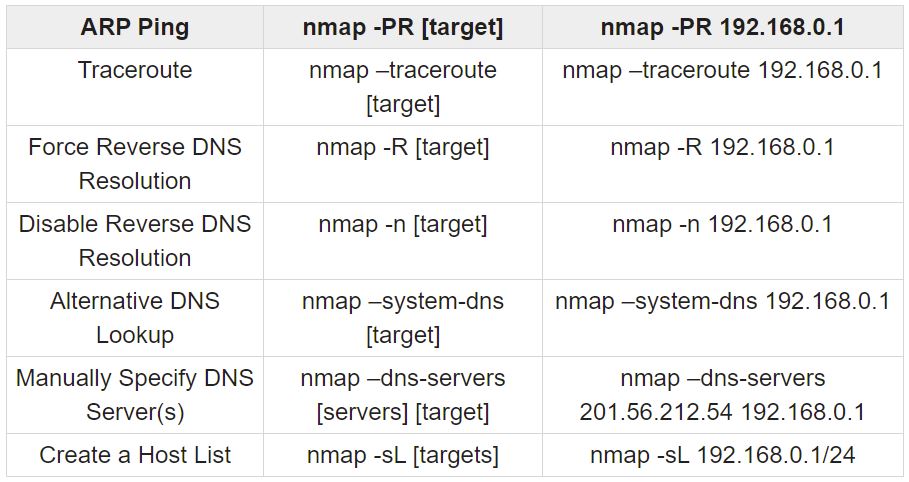 ARP Ping nmap -PR [target] nmap -PR 192.168.0.1
Traceroute nmap –traceroute nmap –traceroute 192.168.0.1
[target]
Force Reverse DNS nmap -R [target] nmap -R 192.168.0.1
Resolution
Disable Reverse DNS nmap -n [target] nmap -n 192.168.0.1
Resolution
Alternative DNS nmap –system-dns nmap –system-dns 192.168.0.1
Lookup [target]
Manually Specify DNS nmap –dns-servers nmap –dns-servers
Server(s) [servers] [target] 201.56.212.54 192.168.0.1
Create a Host List nmap -sL [targets] nmap -sL 192.168.0.1/24